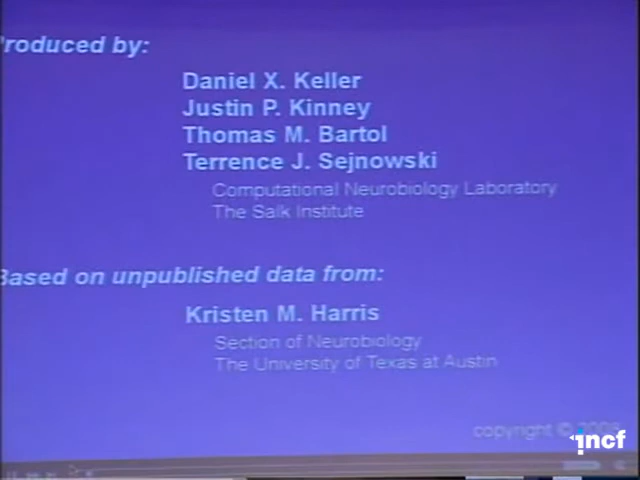 Produced by:
Daniel X. Keller
Justin P. Kinney
Thomas M. Bartol
Terrence J. Sejnowski
Computational Neurobiology Laboratory
The Salk Institute
Based on unpublished data from:
Kristen M. Harris
Section of Neurobiology
The University of Texas at Austin
copyright ©
incf